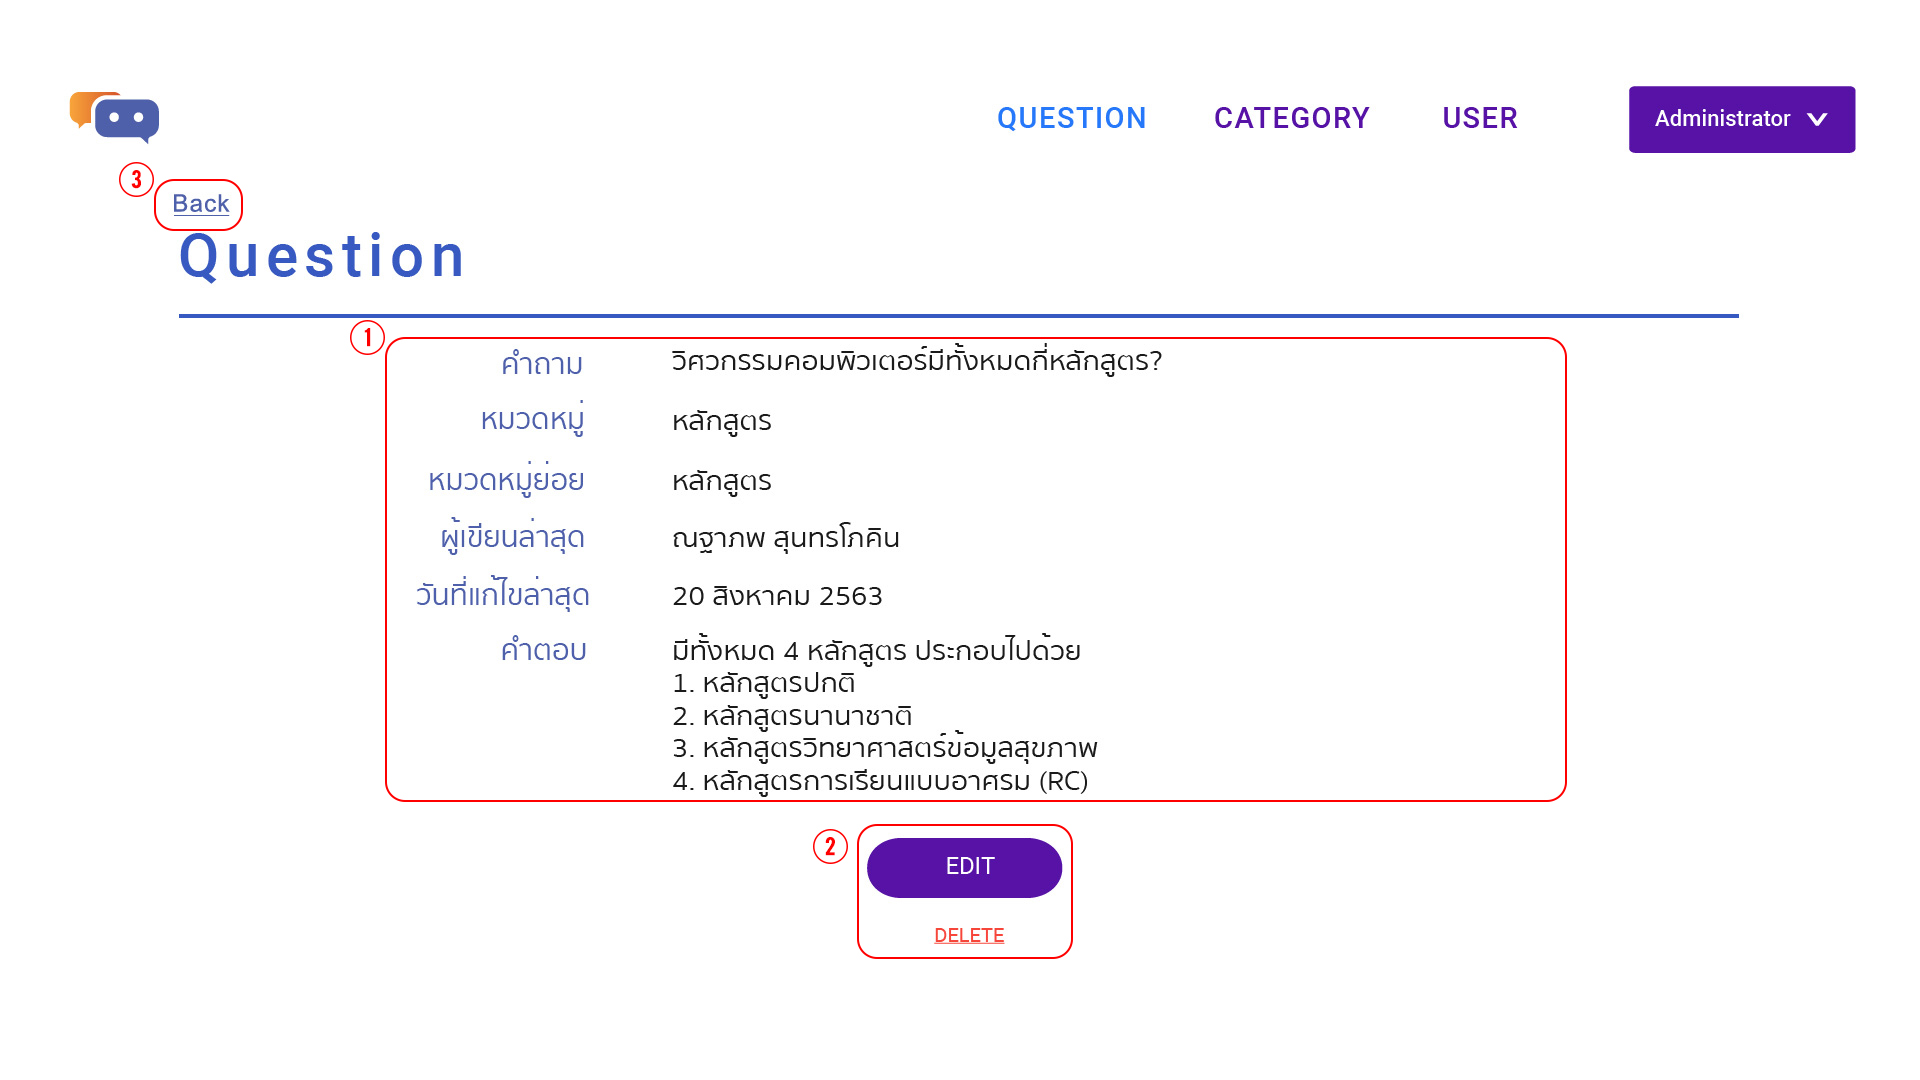 QUESTION CATEGORY USER Administrator
3
Back
Question
1
คำถาม วิศวกรรมคอมพิวเตอร์มีทั้งหมดกี่หลักสูตร?
หมวดหมู่ หลักสูตร
หมวดหมู่ย่อย หลักสูตร
ผู้เขียนล่าสุด ณฐาภพ สุนทรโภคิน
วันที่แก้ไขล่าสุด 20 สิงหาคม 2563
คำตอบ มีทั้งหมด 4 หลักสูตร ประกอบไปด้วย
1. หลักสูตรปกติ
2. หลักสูตรนานาชาติ
3. หลักสูตรวิทยาศาสตร์ข้อมูลสุขภาพ
4. หลักสูตรการเรียนแบบอาศรม (RC)
2
EDIT
DELETE